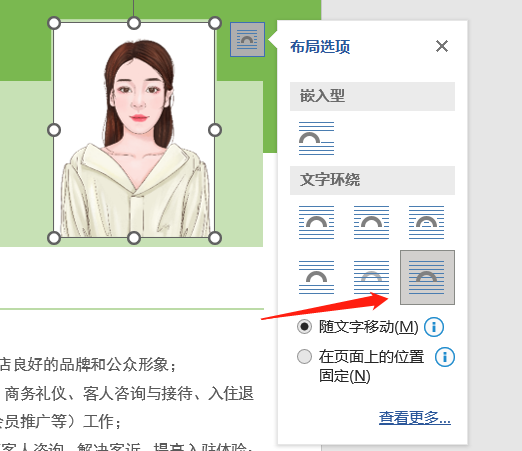 布局选项
嵌入型
文字环绕
随文字移动(M)
在页面上的位置
固定(N)
查看更多...
店良好的品牌和公众形象；
商务礼仪、客人咨询与接待、入住退
会员推广等）工作；
客人咨询、解决客诉、提高入驻体验；